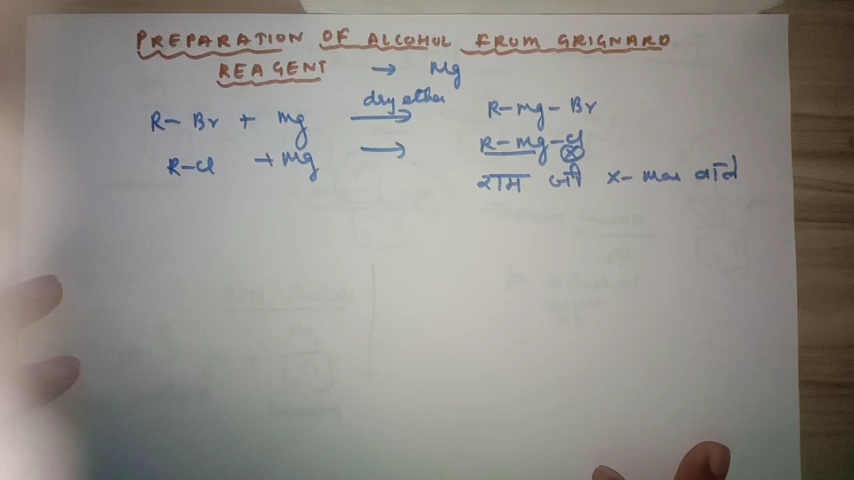 PREPARATION OF ALCOHOL FROM GRIGNARD
REAGENT → Mg
R- Br + Mg dry ether → R-Mg-Br
R-Cl + Mg → R-Mg-Cl
X
राम जी X-mas वाले